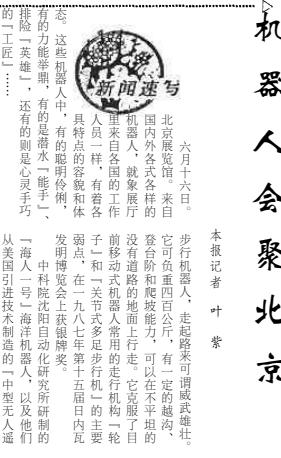 机器人会聚北京
本报记者 叶紫
新闻速写
六月十六日。
北京展览馆。来自
国内外各式各样的
机器人，就象展厅
里来自各国的工作
人员一样，有着各
具特点的容貌和体
态。这些机器人中，有的聪明伶俐，
有的力能举鼎，有的是潜水「能手」、
排险『英雄』，还有的则是心灵手巧
的「工匠』……
步行机器人，走起路来可谓威武雄壮。
它可负重四百公斤，有一定的越沟、
登台阶和爬坡能力，可以在不平坦的
没有道路的地面上行走。它克服了目
前移动式机器人常用的走行机构『轮
子』和『关节式多足步行机』的主要
弱点，在一九八七年第十五届日内瓦
发明博览会上获银牌奖。
中科院沈阳自动化研究所研制的
『海人一号』海洋机器人，以及他们
从美国引进技术制造的『中型无人遥